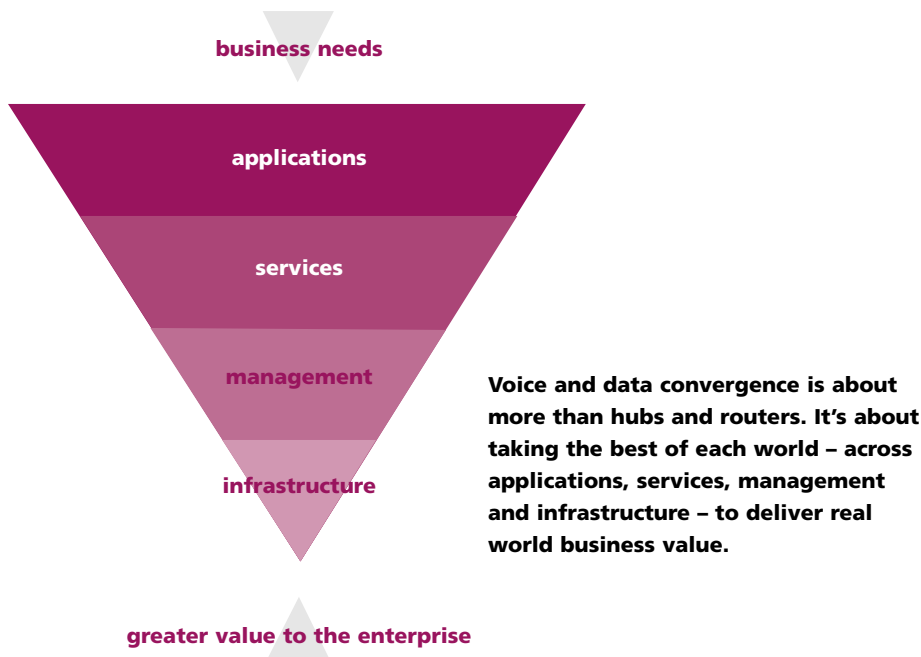 business needs
applications
services
management
infrastructure
Voice and data convergence is about
more than hubs and routers. It’s about
taking the best of each world – across
applications, services, management
and infrastructure – to deliver real
world business value.
greater value to the enterprise